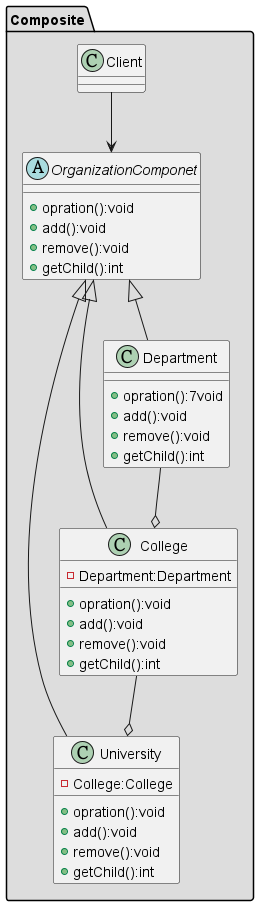 Composite
C Client
A OrganizationComponet
opration():void
add():void
remove():void
getChild():int
C Department
opration():7void
add():void
remove():void
getChild():int
C College
Department:Department
opration():void
add():void
remove():void
getChild():int
C University
College:College
opration():void
add():void
remove():void
getChild():int